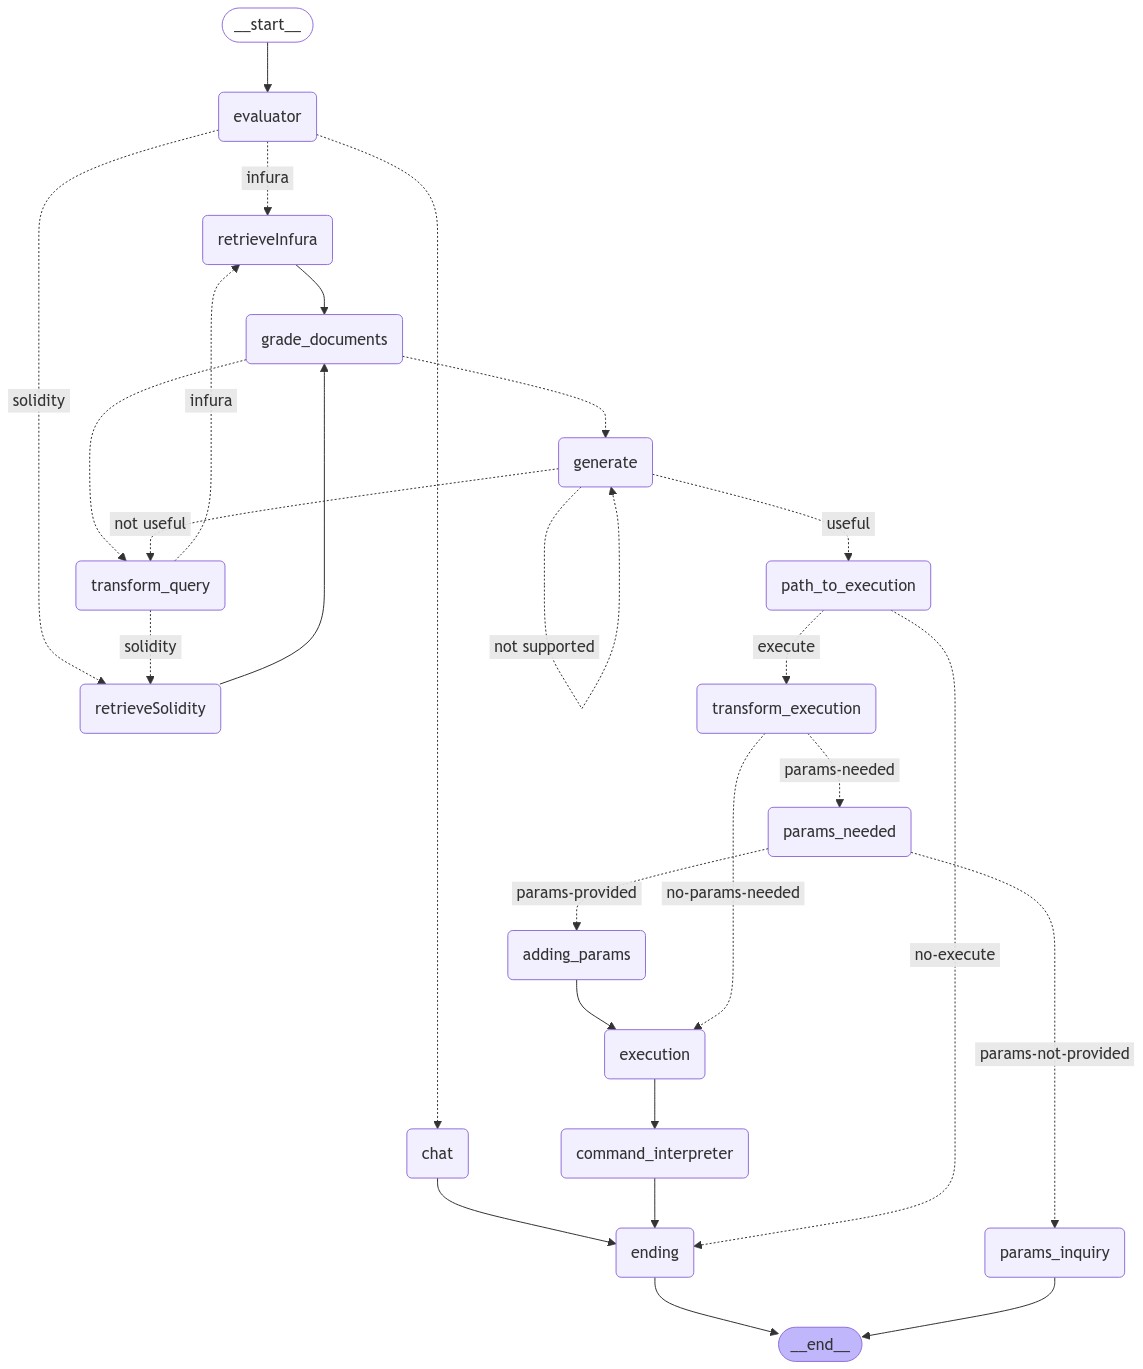 __start__
evaluator
infura
retrieveInfura
grade_documents
solidity
infura
generate
not useful
useful
transform_query
path_to_execution
solidity
not supported
execute
retrieveSolidity
transform_execution
params-needed
params_needed
params-provided
no-params-needed
adding_params
no-execute
execution
params-not-provided
chat
command_interpreter
ending
params_inquiry
__end__